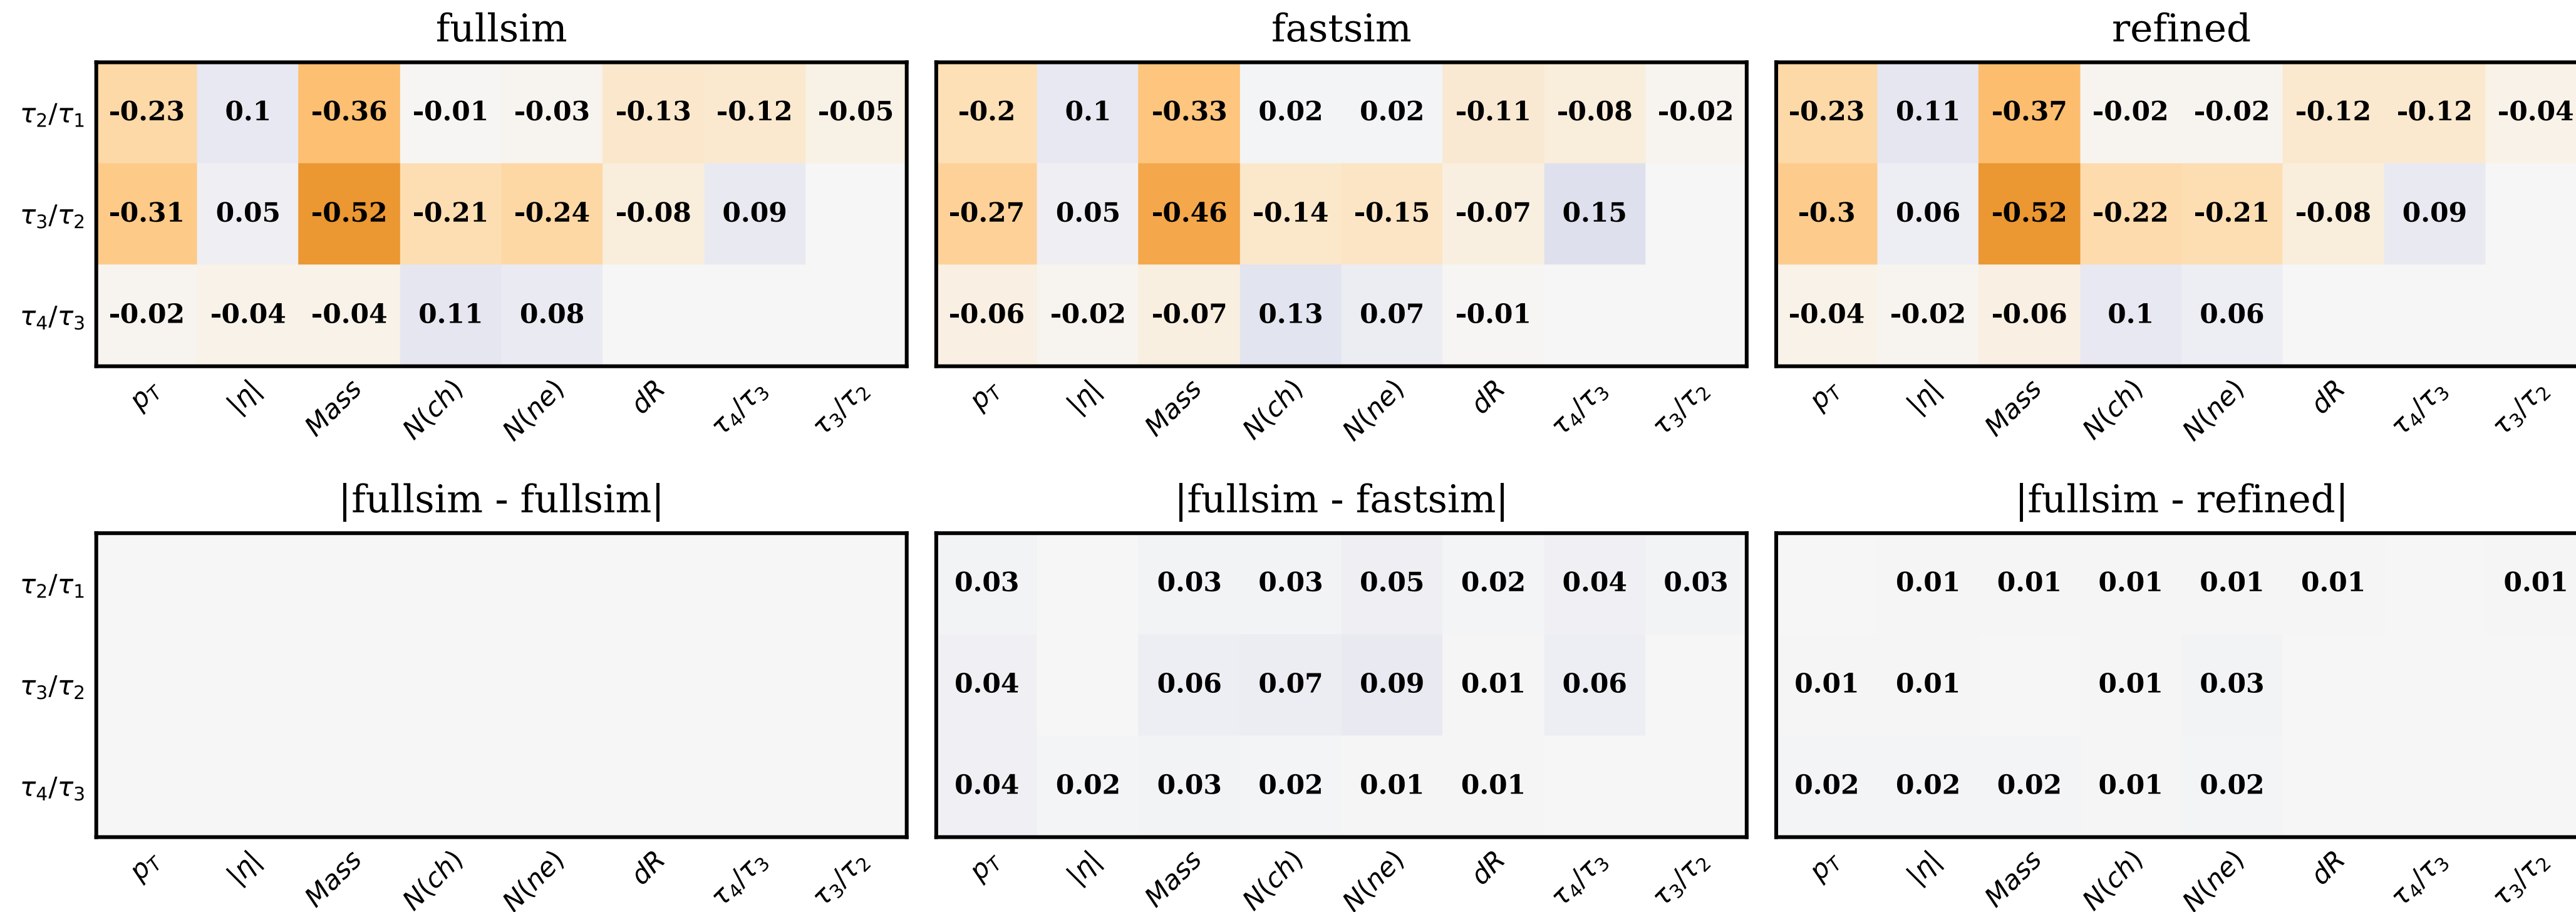 fullsim fastsim refined
τ2/τ1 -0.23 0.1 -0.36 -0.01 -0.03 -0.13 -0.12 -0.05 -0.2 0.1 -0.33 0.02 0.02 -0.11 -0.08 -0.02 -0.23 0.11 -0.37 -0.02 -0.02 -0.12 -0.12 -0.04
τ3/τ2 -0.31 0.05 -0.52 -0.21 -0.24 -0.08 0.09 -0.27 0.05 -0.46 -0.14 -0.15 -0.07 0.15 -0.3 0.06 -0.52 -0.22 -0.21 -0.08 0.09
τ4/τ3 -0.02 -0.04 -0.04 0.11 0.08 -0.06 -0.02 -0.07 0.13 0.07 -0.01 -0.04 -0.02 -0.06 0.1 0.06
pT |η| Mass N(ch) N(ne) dR τ4/τ3 τ3/τ2 pT |η| Mass N(ch) N(ne) dR τ4/τ3 τ3/τ2 pT |η| Mass N(ch) N(ne) dR τ4/τ3 τ3/τ2
|fullsim - fullsim| |fullsim - fastsim| |fullsim - refined|
τ2/τ1 0.03 0.03 0.03 0.05 0.02 0.04 0.03 0.01 0.01 0.01 0.01 0.01 0.01
τ3/τ2 0.04 0.06 0.07 0.09 0.01 0.06 0.01 0.01 0.01 0.03
τ4/τ3 0.04 0.02 0.03 0.02 0.01 0.01 0.02 0.02 0.02 0.01 0.02
pT |η| Mass N(ch) N(ne) dR τ4/τ3 τ3/τ2 pT |η| Mass N(ch) N(ne) dR τ4/τ3 τ3/τ2 pT |η| Mass N(ch) N(ne) dR τ4/τ3 τ3/τ2